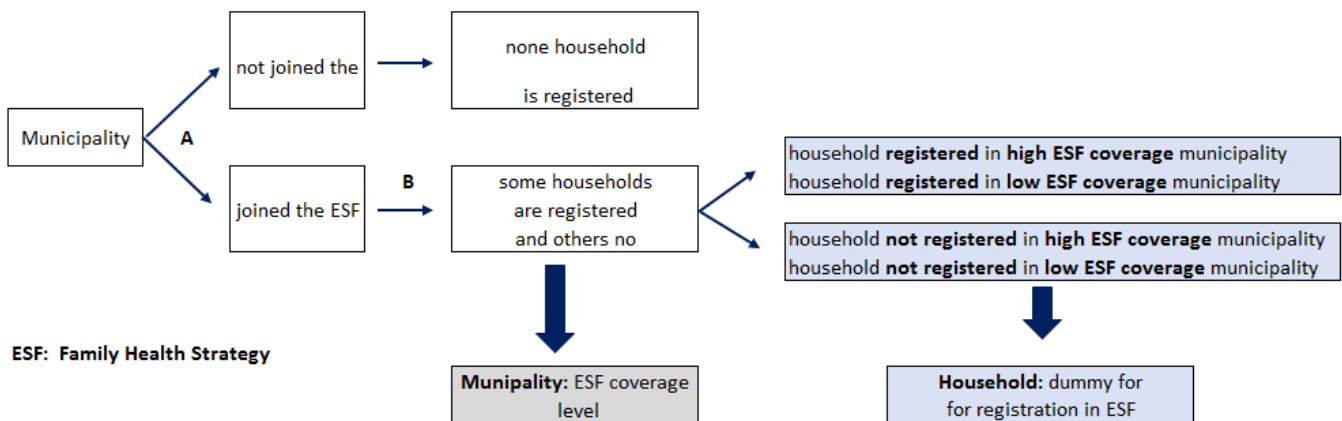 not joined the
none household
is registered
Municipality
A
household registered in high ESF coverage municipality
household registered in low ESF coverage municipality
B
joined the ESF
some households
are registered
and others no
household not registered in high ESF coverage municipality
household not registered in low ESF coverage municipality
ESF: Family Health Strategy
Munipality: ESF coverage
level
Household: dummy for
for registration in ESF